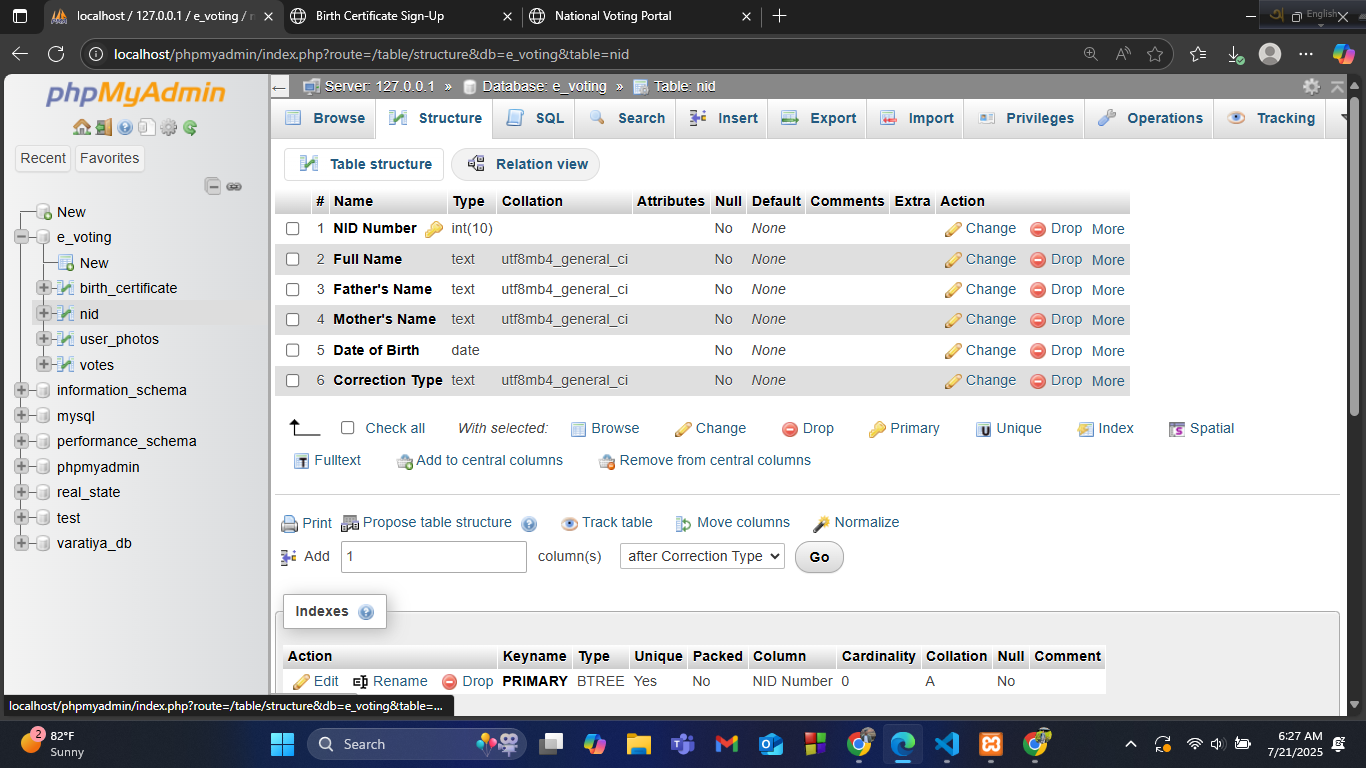 localhost / 127.0.0.1 / e_voting / n
Birth Certificate Sign-Up
National Voting Portal
English
localhost/phpmyadmin/index.php?route=/table/structure&db=e_voting&table=nid
phpMyAdmin
Recent Favorites
New
e_voting
New
birth_certificate
nid
user_photos
votes
information_schema
mysql
performance_schema
phpmyadmin
real_state
test
varatiya_db
Server: 127.0.0.1 » Database: e_voting » Table: nid
Browse Structure SQL Search Insert Export Import Privileges Operations Tracking
Table structure Relation view
# Name Type Collation Attributes Null Default Comments Extra Action
1 NID Number int(10) No None Change Drop More
2 Full Name text utf8mb4_general_ci No None Change Drop More
3 Father's Name text utf8mb4_general_ci No None Change Drop More
4 Mother's Name text utf8mb4_general_ci No None Change Drop More
5 Date of Birth date No None Change Drop More
6 Correction Type text utf8mb4_general_ci No None Change Drop More
Check all With selected: Browse Change Drop Primary Unique Index Spatial
Fulltext Add to central columns Remove from central columns
Print Propose table structure Track table Move columns Normalize
Add 1 column(s) after Correction Type Go
Indexes
Action Keyname Type Unique Packed Column Cardinality Collation Null Comment
Edit Rename Drop PRIMARY BTREE Yes No NID Number 0 A No
localhost/phpmyadmin/index.php?route=/table/structure&db=e_voting&table=...
2
82°F
Sunny
Search
6:27 AM
7/21/2025